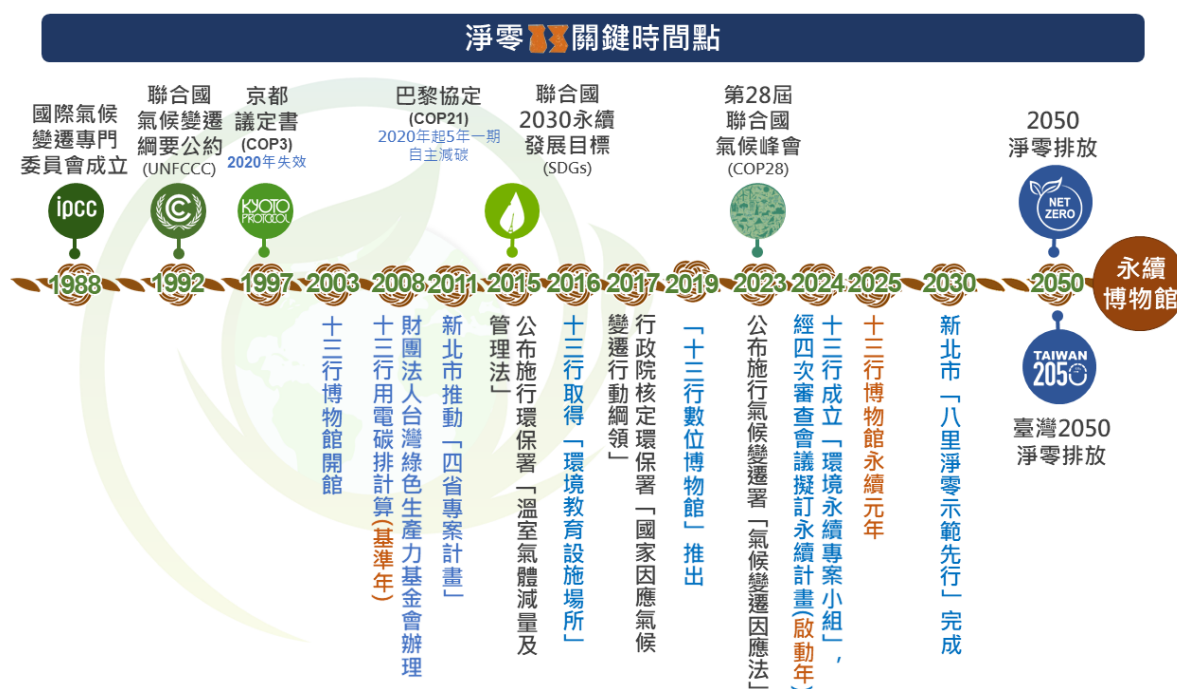 淨零 關鍵時間點
國際氣候
變遷專門
委員會成立
聯合國
氣候變遷
綱要公約
(UNFCCC)
京都
議定書
(COP3)
2020年失效
巴黎協定
(COP21)
2020年起5年一期
自主減碳
聯合國
2030永續
發展目標
(SDGs)
第28屆
聯合國
氣候峰會
(COP28)
2050
淨零排放
ipcc
KYOTO
PROTOCOL
NET
ZERO
1988
1992
1997
2003
2008
2011
2015
2016
2017
2019
2023
2024
2025
2030
2050
永續
博物館
十三行博物館開館
財團法人台灣綠色生產力基金會辦理
十三行用電碳排計算(基準年)
新北市推動「四省專案計畫」
公布施行環保署「溫室氣體減量及
管理法」
十三行取得「環境教育設施場所」
行政院核定環保署「國家因應氣候
變遷行動綱領」
「十三行數位博物館」推出
公布施行氣候變遷署「氣候變遷因應法」
十三行成立「環境永續專案小組」,
經四次審查會議擬訂永續計畫(啟動年)
十三行博物館永續元年
新北市「八里淨零示範先行」完成
TAIWAN
2050
臺灣2050
淨零排放